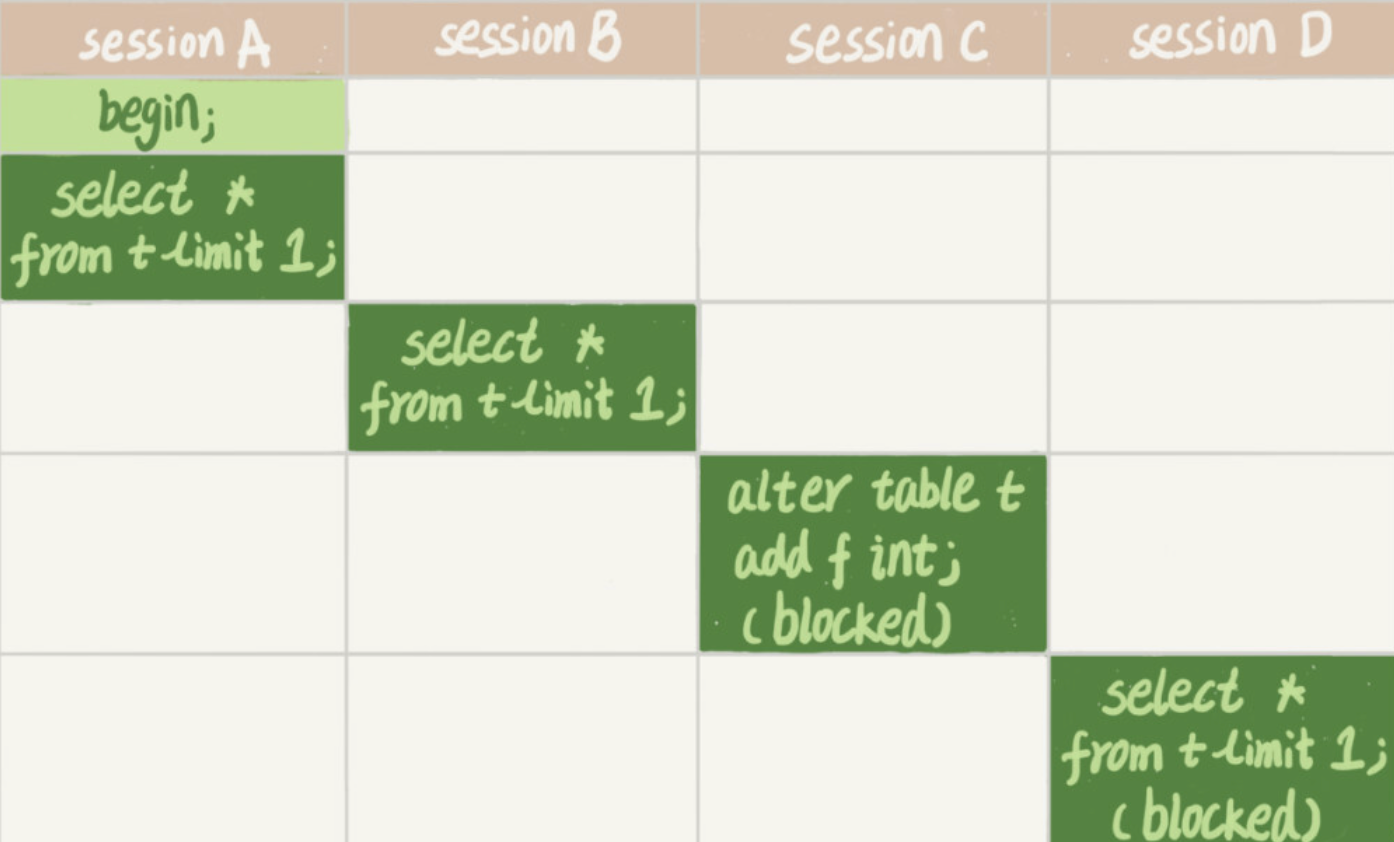 session A
session B
session C
session D
begin;
select *
from t limit 1;
select *
from t limit 1;
alter table t
add f int;
(blocked)
select *
from t limit 1;
(blocked)